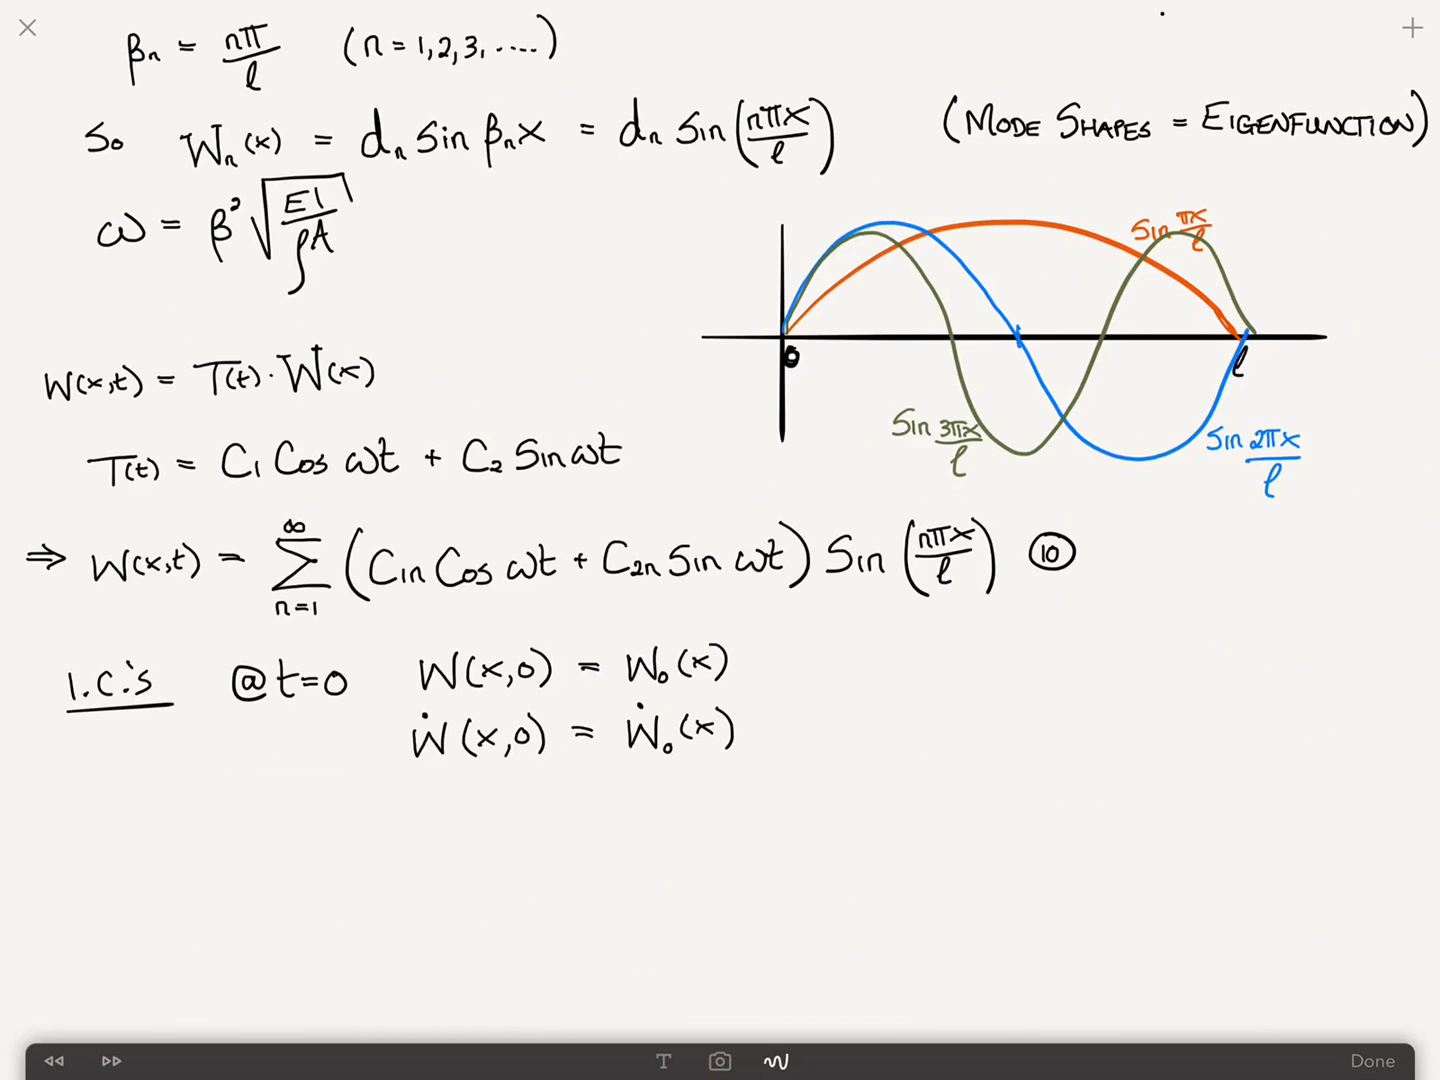 βn = nπ/l (n = 1,2,3,.....)
So Wn(x) = dn Sin βn x = dn Sin(nπx/l) (MODE SHAPES = EIGENFUNCTION)
ω = β² √(EI/ρA)
Sin πx/l
0
l
Sin 3πx/l
Sin 2πx/l
W(x,t) = T(t) · W(x)
T(t) = C1 Cos ωt + C2 Sin ωt
⇒ W(x,t) = ∑ n=1 ∞ (C1n Cos ωt + C2n Sin ωt) Sin (nπx/l) ⑩
I.C.'s @t=0 W(x,0) = W0(x)
Ẇ(x,0) = Ẇ0(x)
T
Done